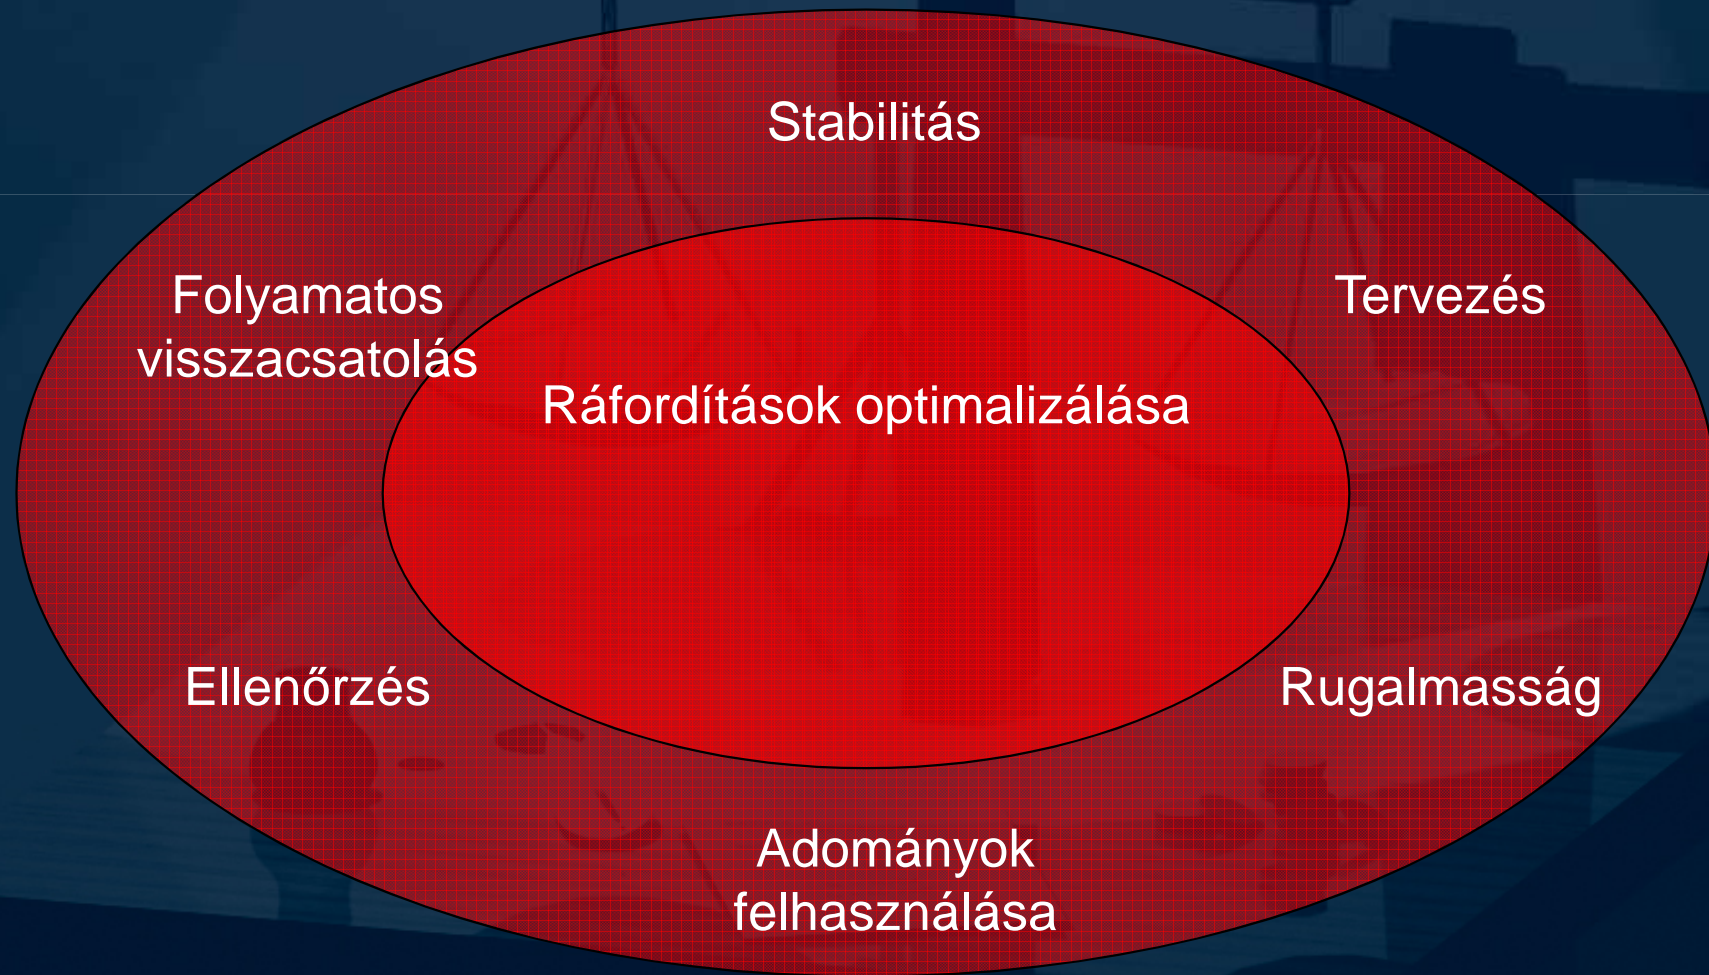 Stabilitás
Folyamatos
visszacsatolás
Tervezés
Ráfordítások optimalizálása
Ellenőrzés
Rugalmasság
Adományok
felhasználása